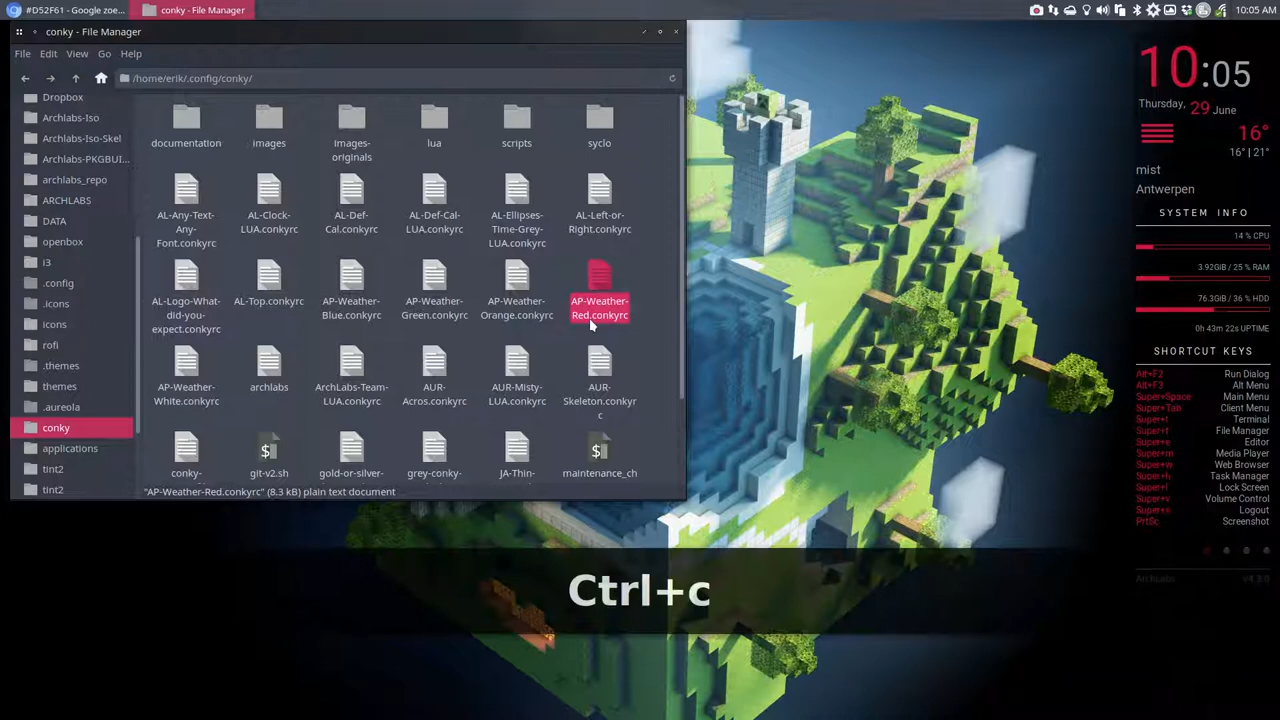 #D52F61 - Google zoe...
conky - File Manager
10:05 AM
conky - File Manager
File Edit View Go Help
/home/erik/.config/conky/
Dropbox
Archlabs-Iso
Archlabs-Iso-Skel
Archlabs-PKGBUI...
archlabs_repo
ARCHLABS
DATA
openbox
i3
.config
.icons
icons
rofi
.themes
themes
.aureola
conky
applications
tint2
tint2
documentation
images
Images-
originals
lua
scripts
syclo
AL-Any-Text-
Any-
Font.conkyrc
AL-Clock-
LUA.conkyrc
AL-Def-
Cal.conkyrc
AL-Def-Cal-
LUA.conkyrc
AL-Ellipses-
Time-Grey-
LUA.conkyrc
AL-Left-or-
Right.conkyrc
AL-Logo-What-
did-you-
expect.conkyrc
AL-Top.conkyrc
AP-Weather-
Blue.conkyrc
AP-Weather-
Green.conkyrc
AP-Weather-
Orange.conkyrc
AP-Weather-
Red.conkyrc
AP-Weather-
White.conkyrc
archlabs
ArchLabs-Team-
LUA.conkyrc
AUR-
Acros.conkyrc
AUR-Misty-
LUA.conkyrc
AUR-
Skeleton.conkyr
c
conky-
$
git-v2.sh
gold-or-silver-
grey-conky-
JA-Thin-
$
maintenance_ch
"AP-Weather-Red.conkyrc" (8.3 kB) plain text document
Ctrl+c
10:05
Thursday, 29 June
16°
16° | 21°
mist
Antwerpen
SYSTEM INFO
14 % CPU
3.92GiB / 25 % RAM
76.3GiB / 36 % HDD
0h 43m 22s UPTIME
SHORTCUT KEYS
Alt+F2 Run Dialog
Alt+F3 Alt Menu
Super+Space Main Menu
Super+Tab Client Menu
Super+t Terminal
Super+f File Manager
Super+e Editor
Super+m Media Player
Super+w Web Browser
Super+h Task Manager
Super+l Lock Screen
Super+v Volume Control
Super+x Logout
PrtSc Screenshot
ArchLabs v4.3.0